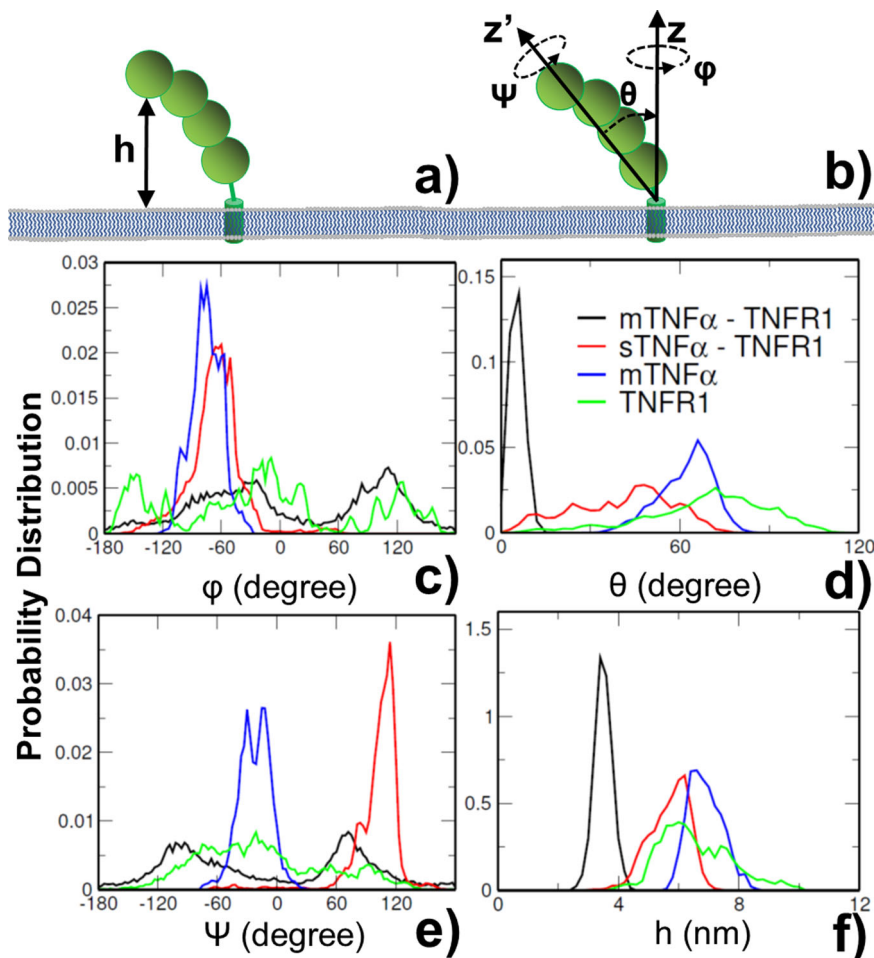 h
a)
z'
Ψ
θ
z
φ
b)
Probability Distribution
0.03
0.025
0.02
0.015
0.01
0.005
0
-180
-120
-60
0
60
120
φ (degree)
c)
0.15
0.1
0.05
0
mTNFα - TNFR1
sTNFα - TNFR1
mTNFα
TNFR1
0
60
120
θ (degree)
d)
0.04
0.03
0.02
0.01
0
-180
-120
-60
0
60
120
Ψ (degree)
e)
1.5
1
0.5
0
0
4
8
12
h (nm)
f)